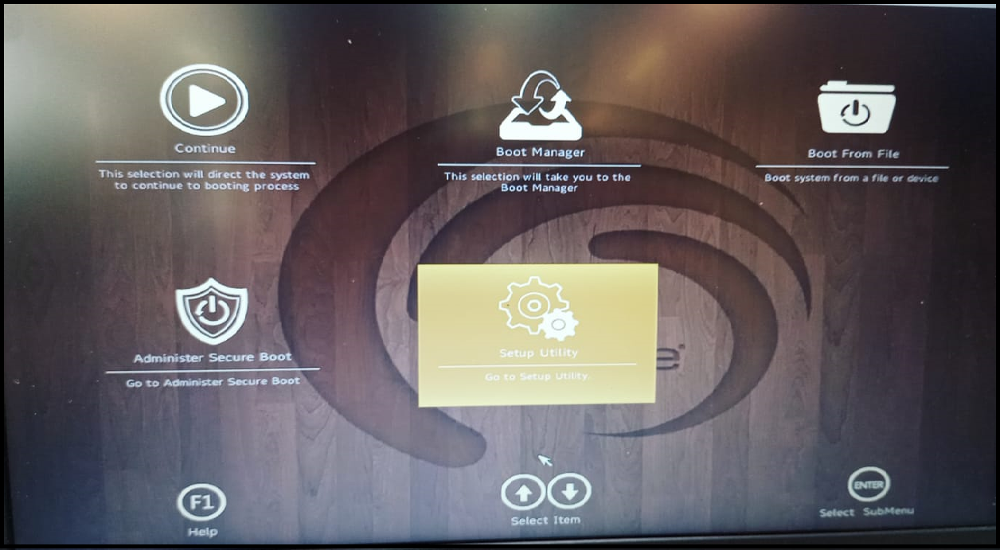 Continue
This selection will direct the system
to continue to booting process
Boot Manager
This selection will take you to the
Boot Manager
Boot From File
Boot system from a file or device
Administer Secure Boot
Go to Administer Secure Boot
Setup Utility
Go to Setup Utility.
F1
Help
Select Item
ENTER
Select SubMenu